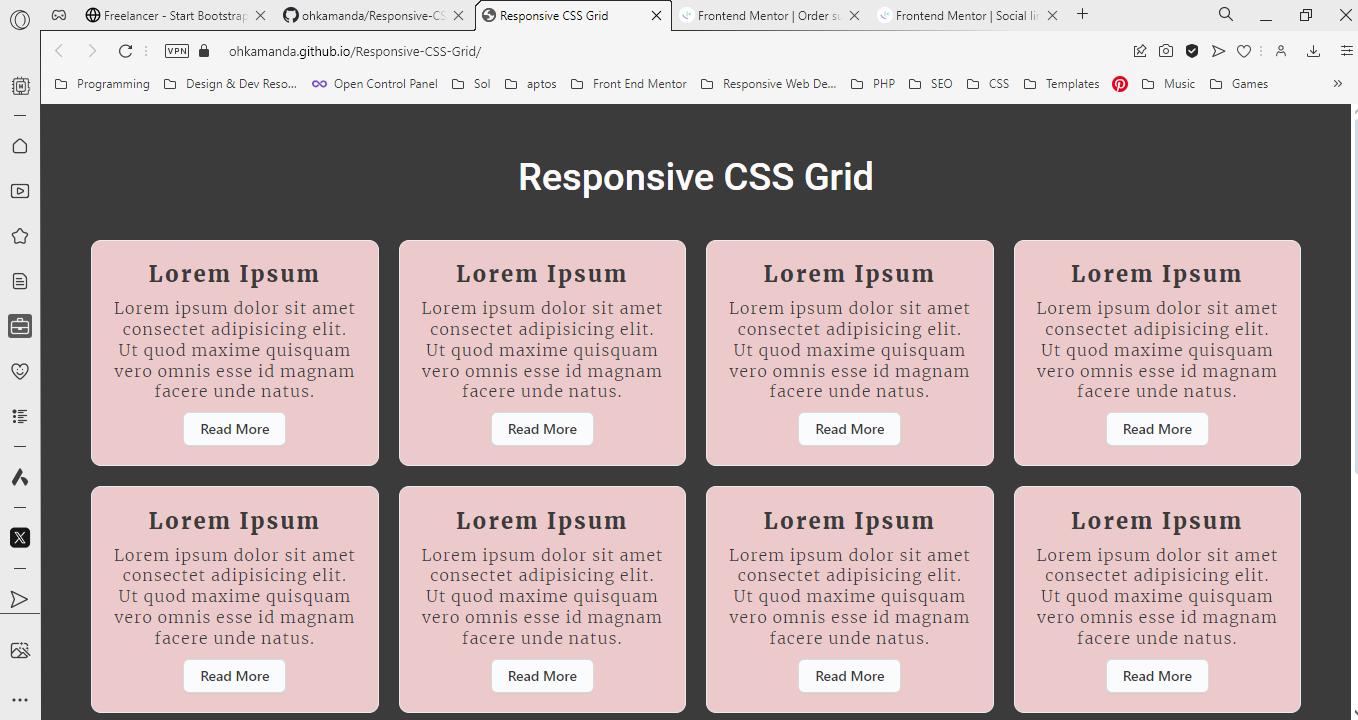 Freelancer - Start Bootstrap
ohkamanda/Responsive-CS
Responsive CSS Grid
Frontend Mentor | Order su
Frontend Mentor | Social lin
VPN
ohkamanda.github.io/Responsive-CSS-Grid/
Programming
Design & Dev Reso...
Open Control Panel
Sol
aptos
Front End Mentor
Responsive Web De...
PHP
SEO
CSS
Templates
Music
Games
Responsive CSS Grid
Lorem Ipsum
Lorem ipsum dolor sit amet
consectet adipisicing elit.
Ut quod maxime quisquam
vero omnis esse id magnam
facere unde natus.
Read More
Lorem Ipsum
Lorem ipsum dolor sit amet
consectet adipisicing elit.
Ut quod maxime quisquam
vero omnis esse id magnam
facere unde natus.
Read More
Lorem Ipsum
Lorem ipsum dolor sit amet
consectet adipisicing elit.
Ut quod maxime quisquam
vero omnis esse id magnam
facere unde natus.
Read More
Lorem Ipsum
Lorem ipsum dolor sit amet
consectet adipisicing elit.
Ut quod maxime quisquam
vero omnis esse id magnam
facere unde natus.
Read More
Lorem Ipsum
Lorem ipsum dolor sit amet
consectet adipisicing elit.
Ut quod maxime quisquam
vero omnis esse id magnam
facere unde natus.
Read More
Lorem Ipsum
Lorem ipsum dolor sit amet
consectet adipisicing elit.
Ut quod maxime quisquam
vero omnis esse id magnam
facere unde natus.
Read More
Lorem Ipsum
Lorem ipsum dolor sit amet
consectet adipisicing elit.
Ut quod maxime quisquam
vero omnis esse id magnam
facere unde natus.
Read More
Lorem Ipsum
Lorem ipsum dolor sit amet
consectet adipisicing elit.
Ut quod maxime quisquam
vero omnis esse id magnam
facere unde natus.
Read More